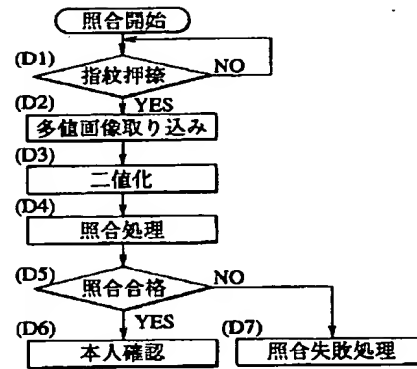 照合開始
(D1)
指紋押捺
NO
(D2)
YES
多値画像取り込み
(D3)
二値化
(D4)
照合処理
(D5)
照合合格
NO
(D6)
YES
(D7)
本人確認
照合失敗処理